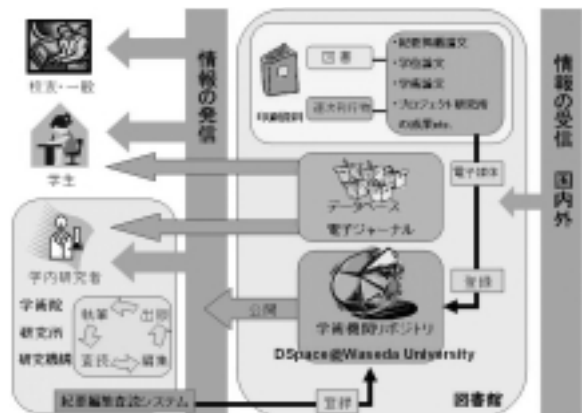 校友・一般
学生
学内研究者
学術院
研究所
研究機構
執筆
出版
査読
編集
紀要編集査読システム
情報の発信
印刷資料
図書
逐次刊行物
・紀要掲載論文
・学位論文
・学術論文
・プロジェクト研究所
の成果etc.
電子媒体
データベース
電子ジャーナル
登録
公開
学術機関リポジトリ
DSpace@Waseda University
登録
図書館
情報の受信 国内外